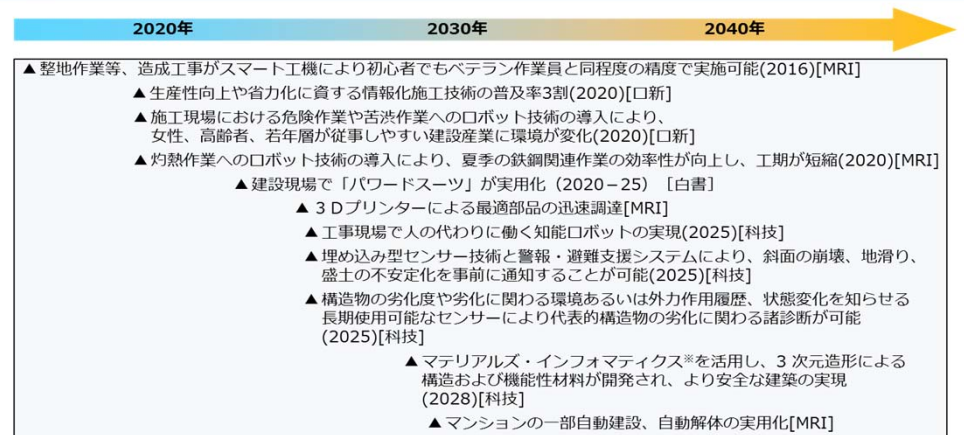 2020年 2030年 2040年
▲整地作業等、造成工事がスマート工機により初心者でもベテラン作業員と同程度の精度で実施可能(2016)[MRI]
▲生産性向上や省力化に資する情報化施工技術の普及率3割(2020)[ロ新]
▲施工現場における危険作業や苦渋作業へのロボット技術の導入により、
女性、高齢者、若年層が従事しやすい建設産業に環境が変化(2020)[ロ新]
▲灼熱作業へのロボット技術の導入により、夏季の鉄鋼関連作業の効率性が向上し、工期が短縮(2020)[MRI]
▲建設現場で「パワードスーツ」が実用化（2020－25）［白書］
▲３Ｄプリンターによる最適部品の迅速調達[MRI]
▲工事現場で人の代わりに働く知能ロボットの実現(2025)[科技]
▲埋め込み型センサー技術と警報・避難支援システムにより、斜面の崩壊、地滑り、
盛土の不安定化を事前に通知することが可能(2025)[科技]
▲構造物の劣化度や劣化に関わる環境あるいは外力作用履歴、状態変化を知らせる
長期使用可能なセンサーにより代表的構造物の劣化に関わる諸診断が可能
(2025)[科技]
▲マテリアルズ・インフォマティクス※を活用し、3 次元造形による
構造および機能性材料が開発され、より安全な建築の実現
(2028)[科技]
▲マンションの一部自動建設、自動解体の実用化[MRI]